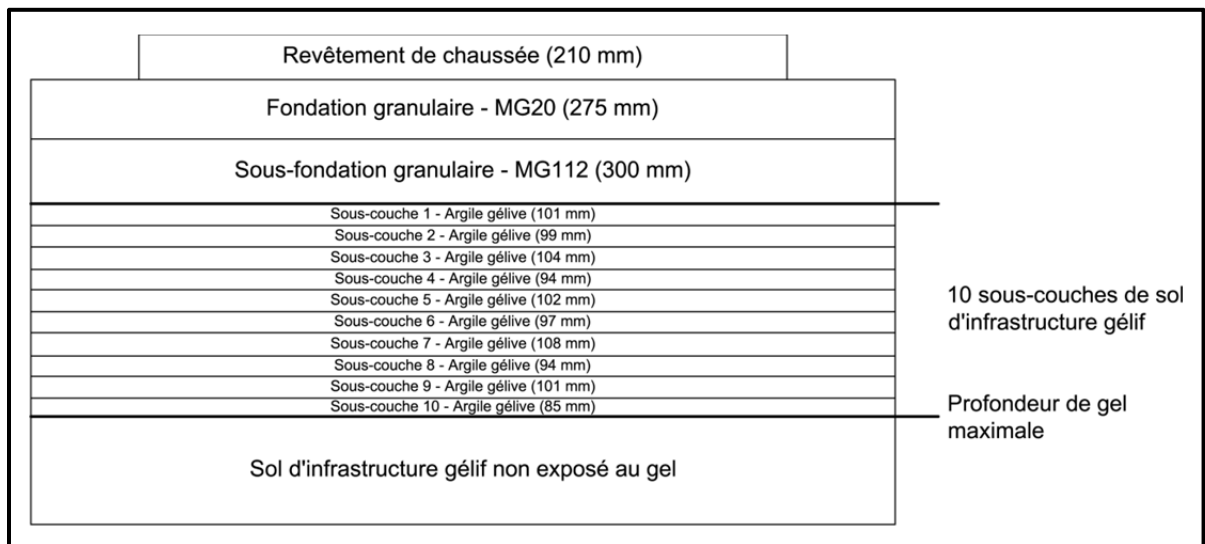 Revêtement de chaussée (210 mm)
Fondation granulaire - MG20 (275 mm)
Sous-fondation granulaire - MG112 (300 mm)
Sous-couche 1 - Argile gélive (101 mm)
Sous-couche 2 - Argile gélive (99 mm)
Sous-couche 3 - Argile gélive (104 mm)
Sous-couche 4 - Argile gélive (94 mm)
Sous-couche 5 - Argile gélive (102 mm)
Sous-couche 6 - Argile gélive (97 mm)
Sous-couche 7 - Argile gélive (108 mm)
Sous-couche 8 - Argile gélive (94 mm)
Sous-couche 9 - Argile gélive (101 mm)
Sous-couche 10 - Argile gélive (85 mm)
Sol d'infrastructure gélif non exposé au gel
10 sous-couches de sol
d'infrastructure gélif
Profondeur de gel
maximale